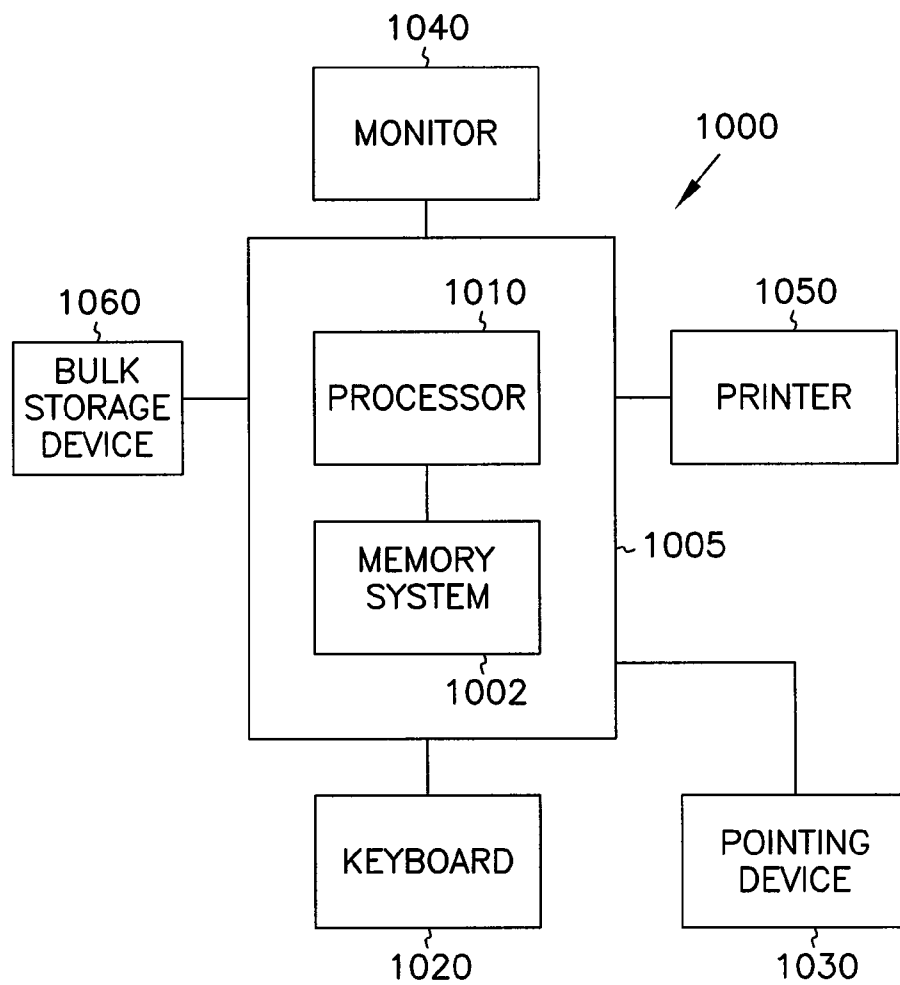 1040
MONITOR
1000
1060
BULK
STORAGE
DEVICE
1010
PROCESSOR
1050
PRINTER
1005
MEMORY
SYSTEM
1002
KEYBOARD
1020
POINTING
DEVICE
1030